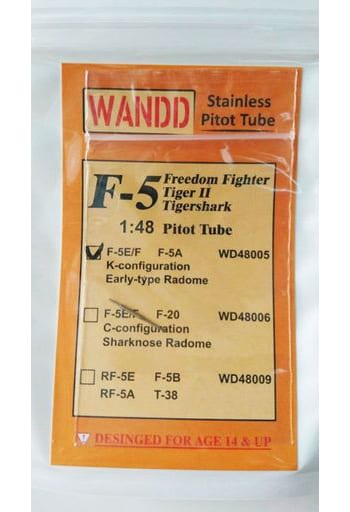 WANDD
Stainless
Pitot Tube
F-5
Freedom Fighter
Tiger II
Tigershark
1:48 Pitot Tube
F-5E/F F-5A WD48005
K-configuration
Early-type Radome
F-5E/F F-20 WD48006
C-configuration
Sharknose Radome
RF-5E F-5B WD48009
RF-5A T-38
! DESINGED FOR AGE 14 & UP